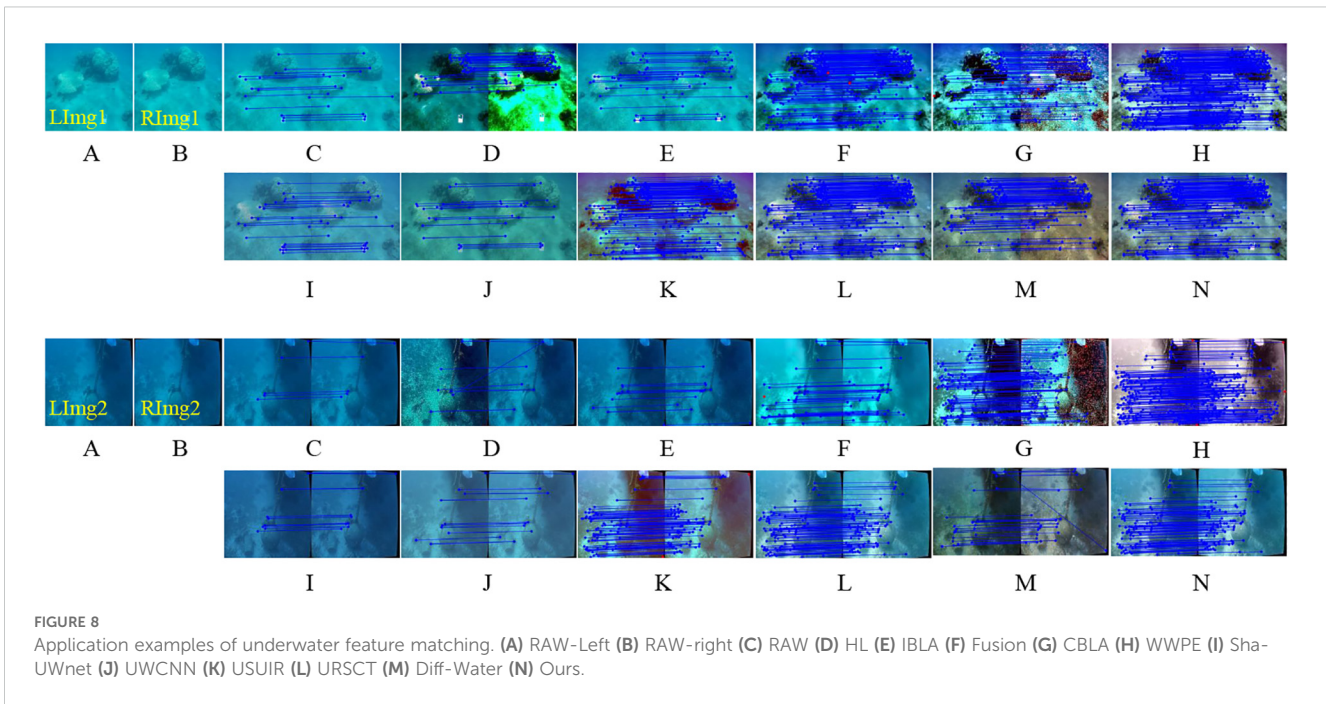 LImg1 RImg1
A B C D E F G H
I J K L M N
LImg2 RImg2
A B C D E F G H
I J K L M N
FIGURE 8
Application examples of underwater feature matching. (A) RAW-Left (B) RAW-right (C) RAW (D) HL (E) IBLA (F) Fusion (G) CBLA (H) WWPE (I) Sha-
UWnet (J) UWCNN (K) USUIR (L) URSCT (M) Diff-Water (N) Ours.